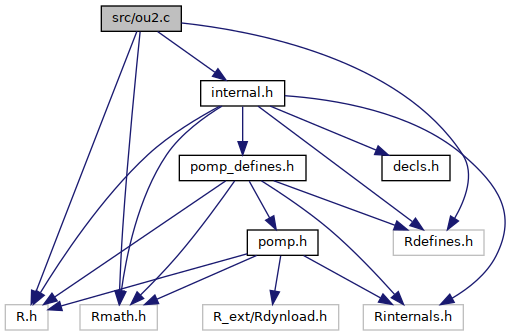 src/ou2.c
internal.h
pomp_defines.h
decls.h
pomp.h
Rdefines.h
R.h
Rmath.h
R_ext/Rdynload.h
Rinternals.h